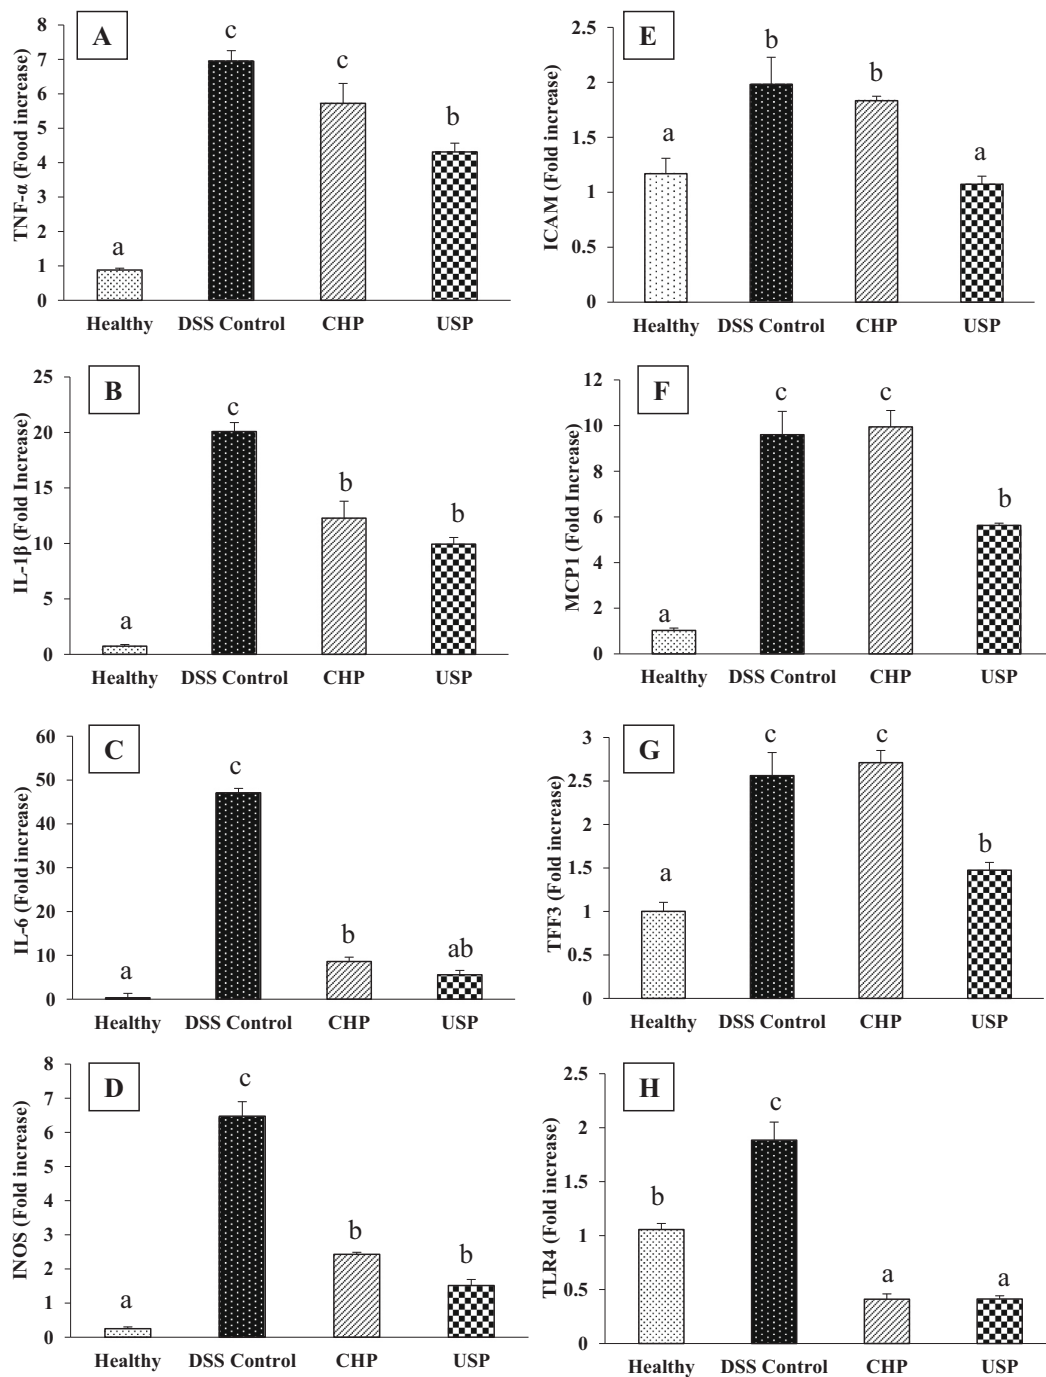 A
TNF-α (Food increase)
8
7
6
5
4
3
2
1
0
a
c
c
b
Healthy DSS Control CHP USP
E
ICAM (Fold increase)
2.5
2
1.5
1
0.5
0
a
b
b
a
Healthy DSS Control CHP USP
B
IL-1β (Fold Increase)
25
20
15
10
5
0
a
c
b
b
Healthy DSS Control CHP USP
F
MCP1 (Fold Increase)
12
10
8
6
4
2
0
a
c
c
b
Healthy DSS Control CHP USP
C
IL-6 (Fold increase)
60
50
40
30
20
10
0
a
c
b
ab
Healthy DSS Control CHP USP
G
TFF3 (Fold increase)
3
2.5
2
1.5
1
0.5
0
a
c
c
b
Healthy DSS Control CHP USP
D
INOS (Fold increase)
8
7
6
5
4
3
2
1
0
a
c
b
b
Healthy DSS Control CHP USP
H
TLR4 (Fold increase)
2.5
2
1.5
1
0.5
0
b
c
a
a
Healthy DSS Control CHP USP